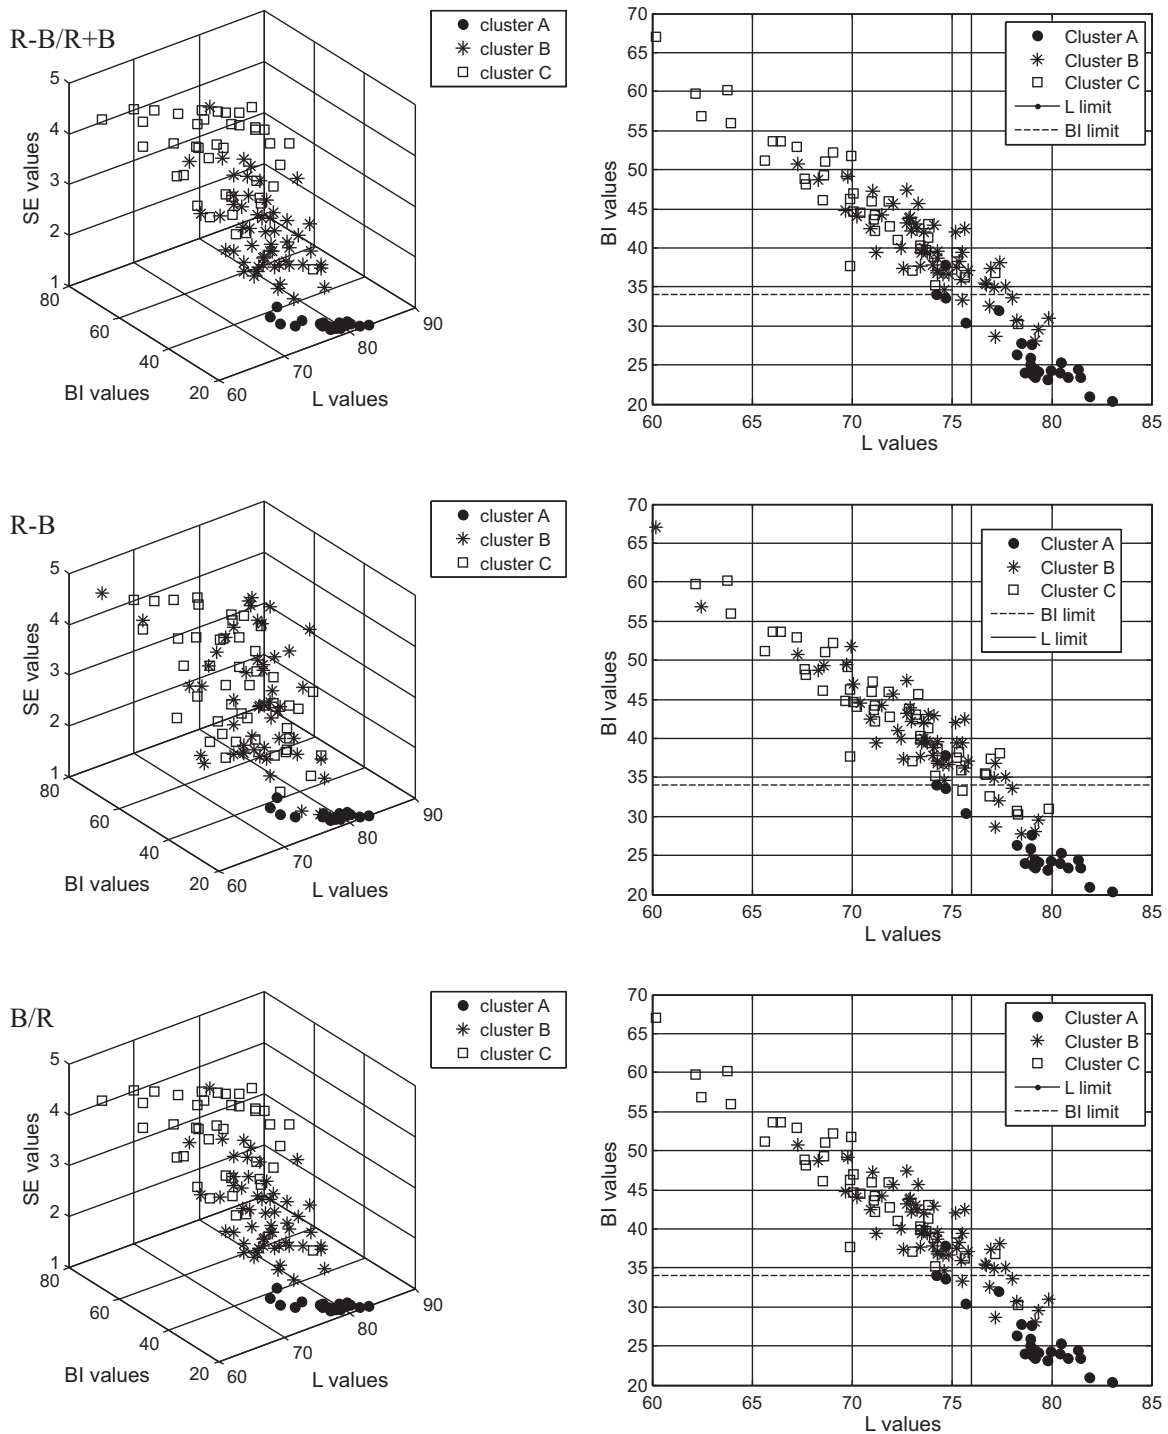 R-B/R+B
cluster A
cluster B
cluster C
5
4
3
2
1
SE values
80
60
40
20
BI values
60
70
80
90
L values
70
65
60
55
50
45
40
35
30
25
20
BI values
60
65
70
75
80
85
L values
Cluster A
Cluster B
Cluster C
L limit
BI limit
R-B
cluster A
cluster B
cluster C
5
4
3
2
1
SE values
80
60
40
20
BI values
60
70
80
90
L values
70
65
60
55
50
45
40
35
30
25
20
BI values
60
65
70
75
80
85
L values
Cluster A
Cluster B
Cluster C
BI limit
L limit
B/R
cluster A
cluster B
cluster C
5
4
3
2
1
SE values
80
60
40
20
BI values
60
70
80
90
L values
70
65
60
55
50
45
40
35
30
25
20
BI values
60
65
70
75
80
85
L values
Cluster A
Cluster B
Cluster C
L limit
BI limit